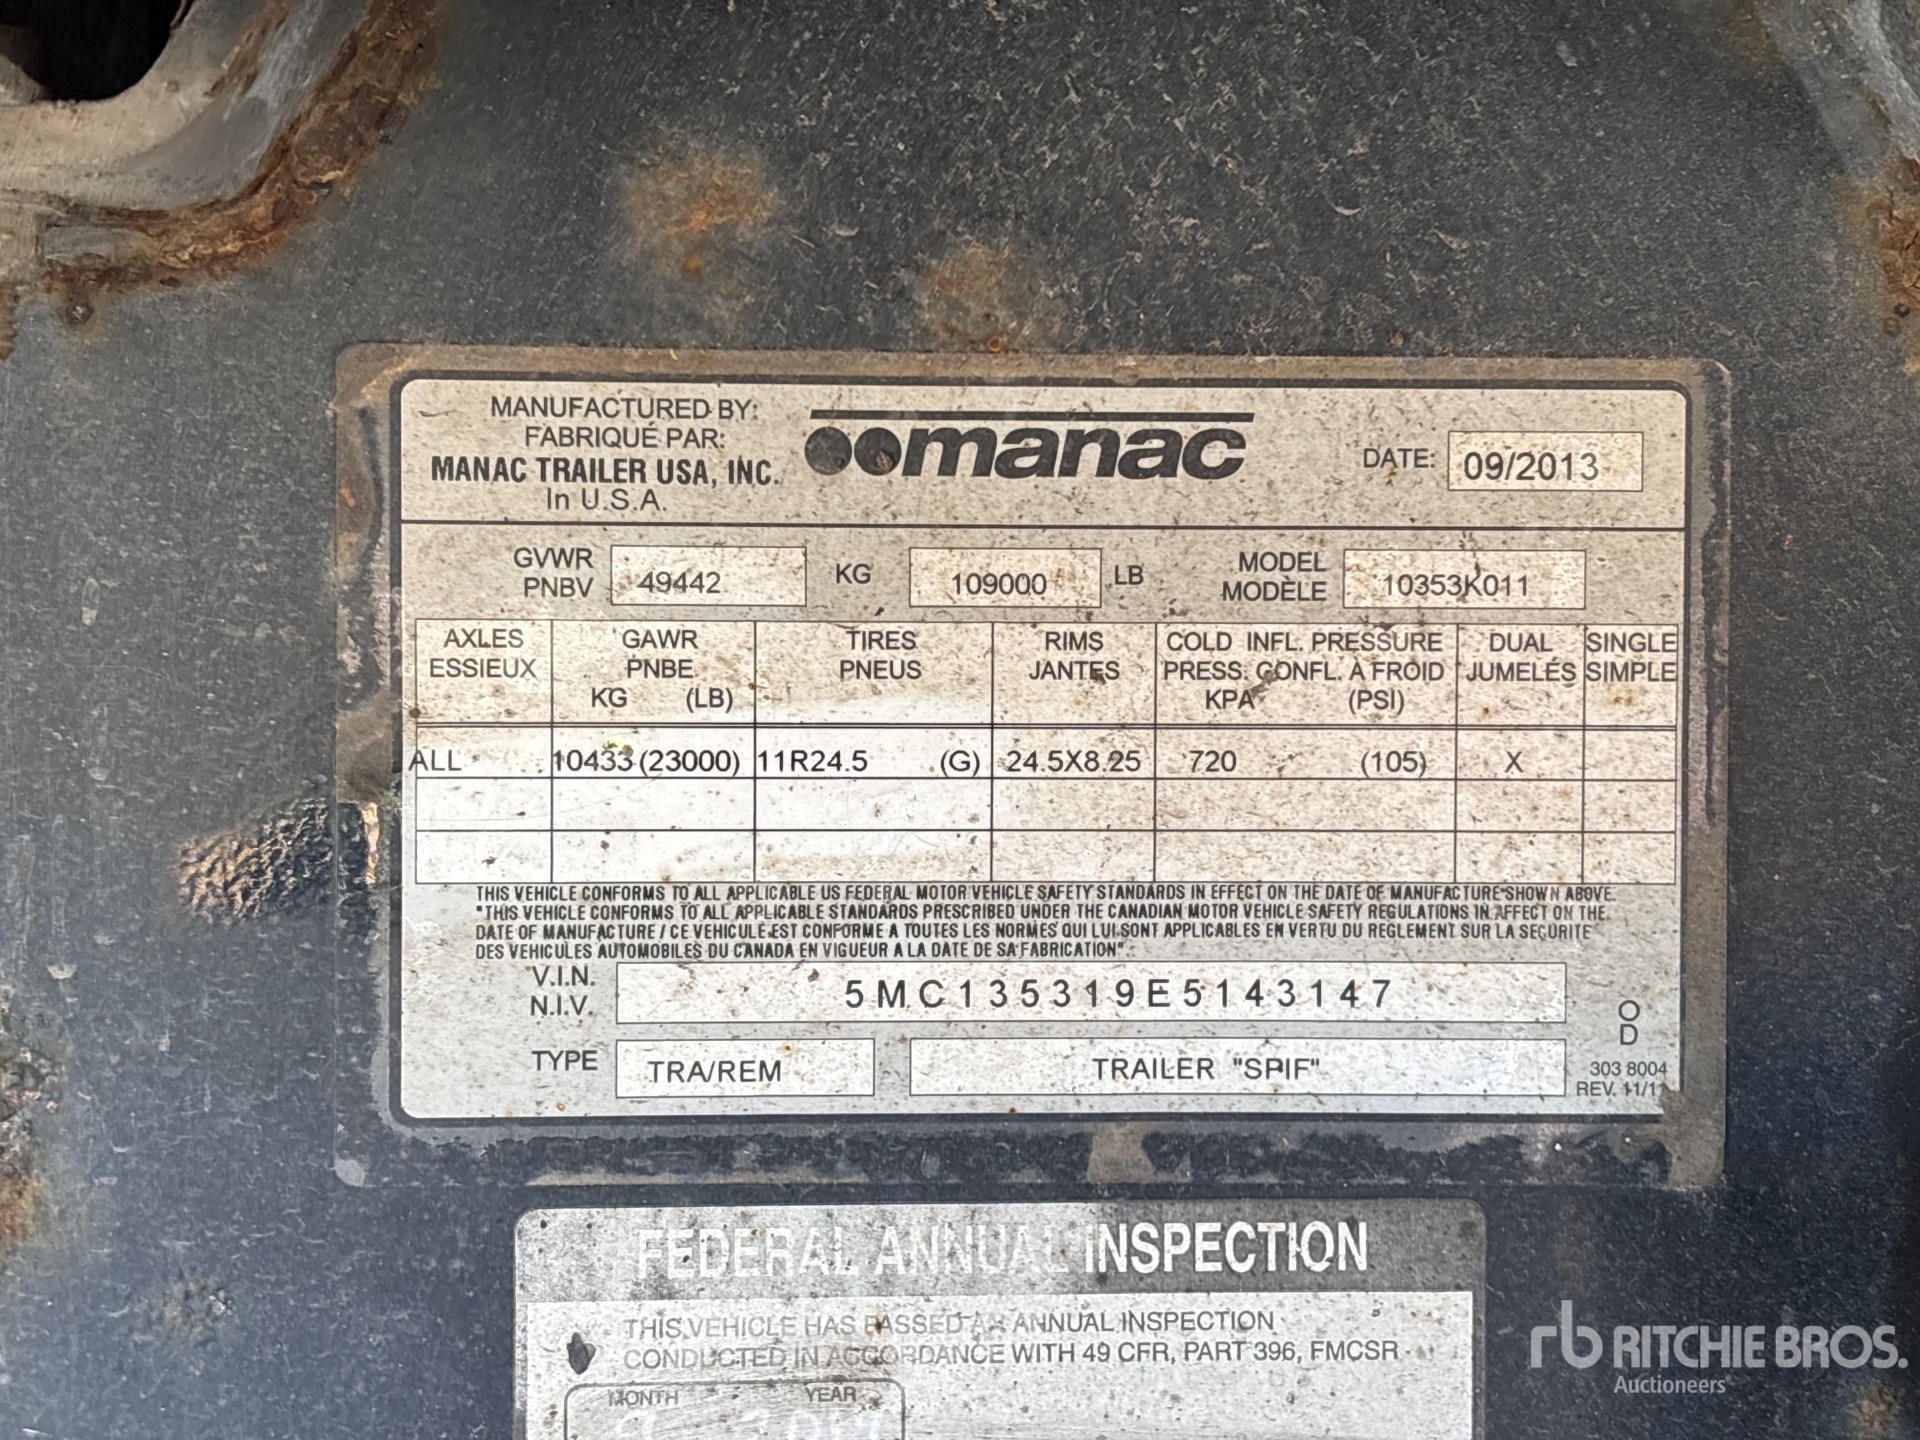 MANUFACTURED BY:
FABRIQUÉ PAR:
MANAC TRAILER USA, INC.
In U.S.A.
manac
DATE: 09/2013
GVWR
PNBV
49442 KG 109000 LB
MODEL
MODÈLE
10353K011
AXLES
ESSIEUX
GAWR
PNBE
KG (LB)
TIRES
PNEUS
RIMS
JANTES
COLD INFL. PRESSURE
PRESS. CONFL. À FROID
KPA (PSI)
DUAL
JUMELÉS
SINGLE
SIMPLE
ALL 10433 (23000) 11R24.5 (G) 24.5X8.25 720 (105) X
THIS VEHICLE CONFORMS TO ALL APPLICABLE US FEDERAL MOTOR VEHICLE SAFETY STANDARDS IN EFFECT ON THE DATE OF MANUFACTURE SHOWN ABOVE.
"THIS VEHICLE CONFORMS TO ALL APPLICABLE STANDARDS PRESCRIBED UNDER THE CANADIAN MOTOR VEHICLE SAFETY REGULATIONS IN AFFECT ON THE
DATE OF MANUFACTURE / CE VEHICULE EST CONFORME A TOUTES LES NORMES QUI LUI SONT APPLICABLES EN VERTU DU REGLEMENT SUR LA SECURITE
DES VEHICULES AUTOMOBILES DU CANADA EN VIGUEUR A LA DATE DE SA FABRICATION".
V.I.N.
N.I.V.
5MC135319E5143147
O
D
TYPE TRA/REM TRAILER "SPIF"
303 8004
REV. 11/1
FEDERAL ANNUAL INSPECTION
THIS VEHICLE HAS PASSED AN ANNUAL INSPECTION
CONDUCTED IN ACCORDANCE WITH 49 CFR, PART 396, FMCSR
MONTH YEAR
rb RITCHIE BROS.
Auctioneers